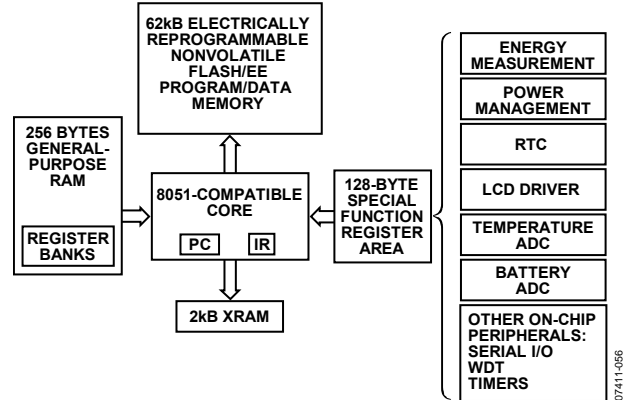 62kB ELECTRICALLY
REPROGRAMMABLE
NONVOLATILE
FLASH/EE
PROGRAM/DATA
MEMORY
256 BYTES
GENERAL-
PURPOSE
RAM
REGISTER
BANKS
8051-COMPATIBLE
CORE
PC
IR
2kB XRAM
128-BYTE
SPECIAL
FUNCTION
REGISTER
AREA
ENERGY
MEASUREMENT
POWER
MANAGEMENT
RTC
LCD DRIVER
TEMPERATURE
ADC
BATTERY
ADC
OTHER ON-CHIP
PERIPHERALS:
SERIAL I/O
WDT
TIMERS
07411-056